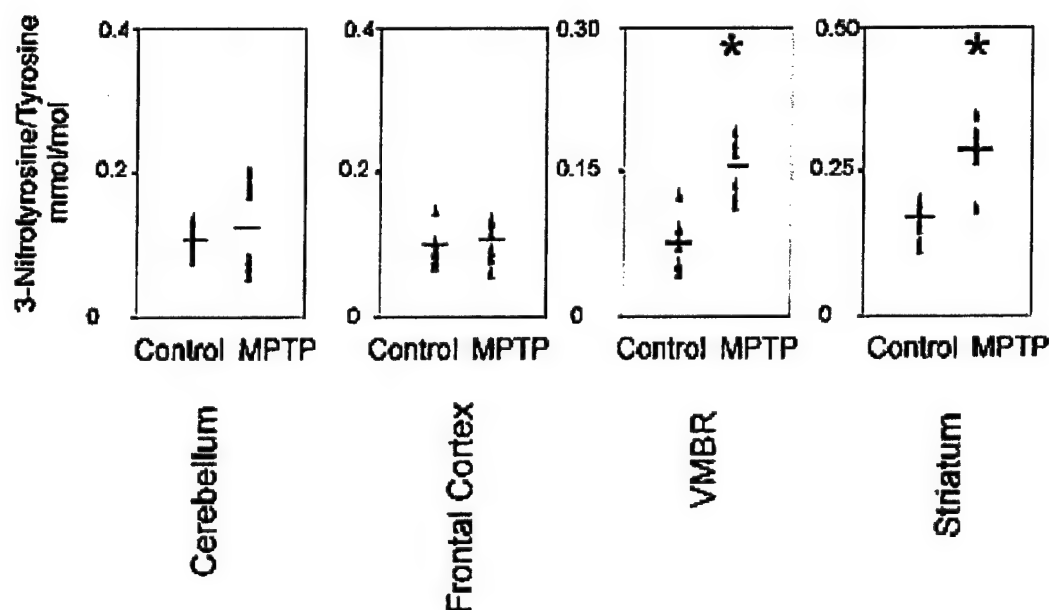 3-Nitrotyrosine/Tyrosine
mmol/mol
0.4
0.2
0
Control MPTP
Cerebellum
0.4
0.2
0
Control MPTP
Frontal Cortex
0.30
0.15
0
*
Control MPTP
VMBR
0.50
0.25
0
*
Control MPTP
Striatum